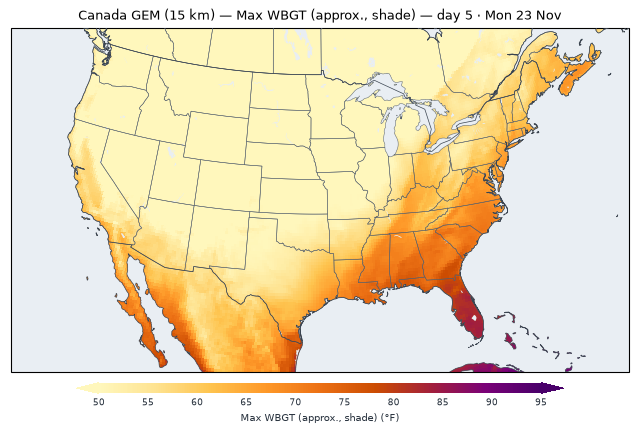 Canada GEM (15 km) — Max WBGT (approx., shade) — day 5 · Mon 23 Nov
50 55 60 65 70 75 80 85 90 95
Max WBGT (approx., shade) (°F)